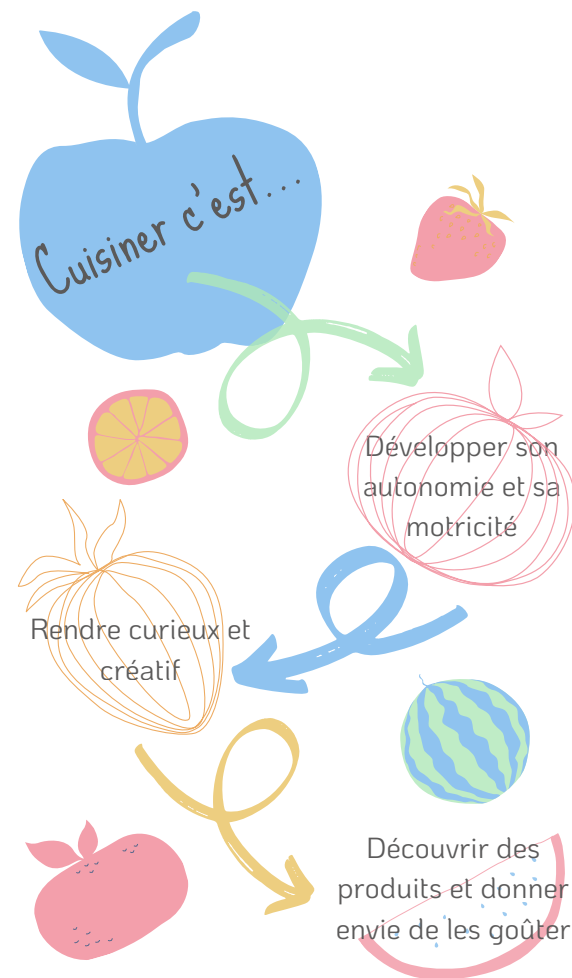 Cuisiner c'est...
Développer son
autonomie et sa
motricité
Rendre curieux et
créatif
Découvrir des
produits et donner
envie de les goûter